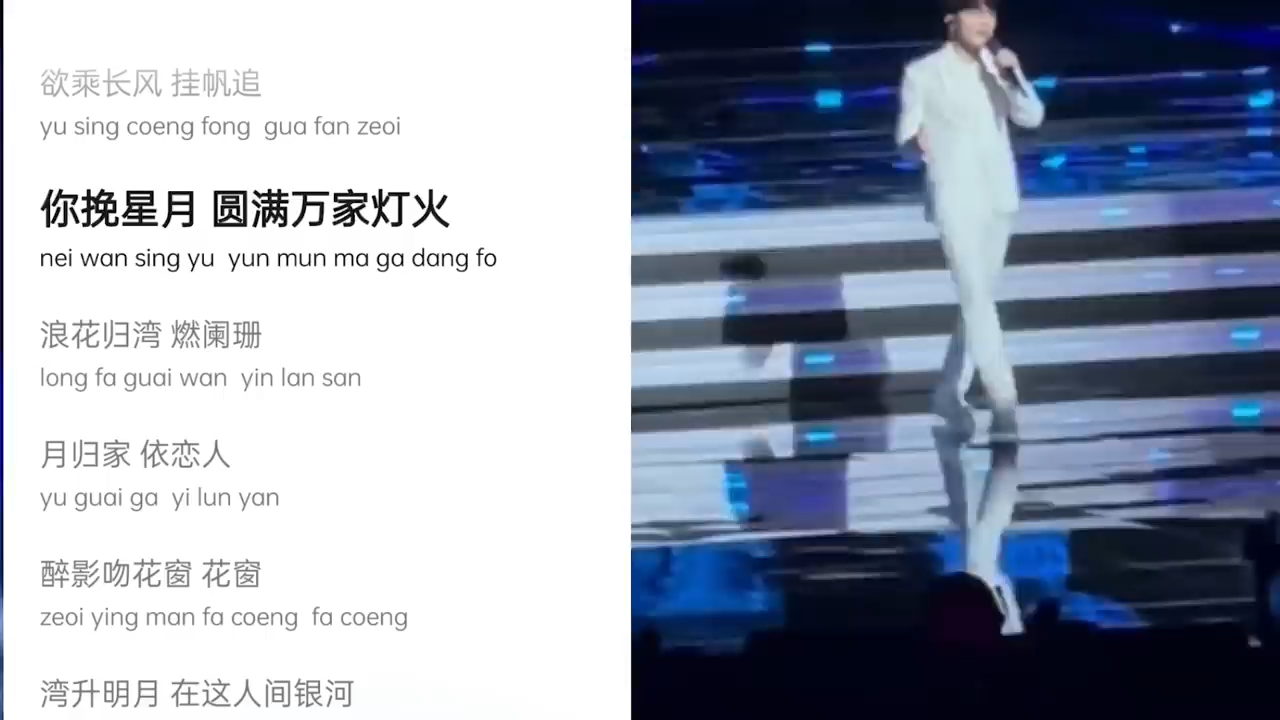 欲乘长风 挂帆追
yu sing coeng fong  gua fan zeoi
你挽星月 圆满万家灯火
nei wan sing yu  yun mun ma ga dang fo
浪花归湾 燃阑珊
long fa guai wan  yin lan san
月归家 依恋人
yu guai ga  yi lun yan
醉影吻花窗 花窗
zeoi ying man fa coeng  fa coeng
湾升明月 在这人间银河